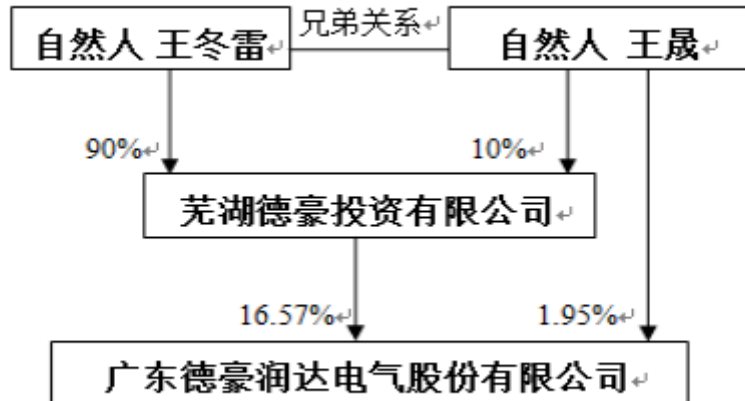 兄弟关系
自然人 王冬雷
自然人 王晟
90%
10%
芜湖德豪投资有限公司
16.57%
1.95%
广东德豪润达电气股份有限公司